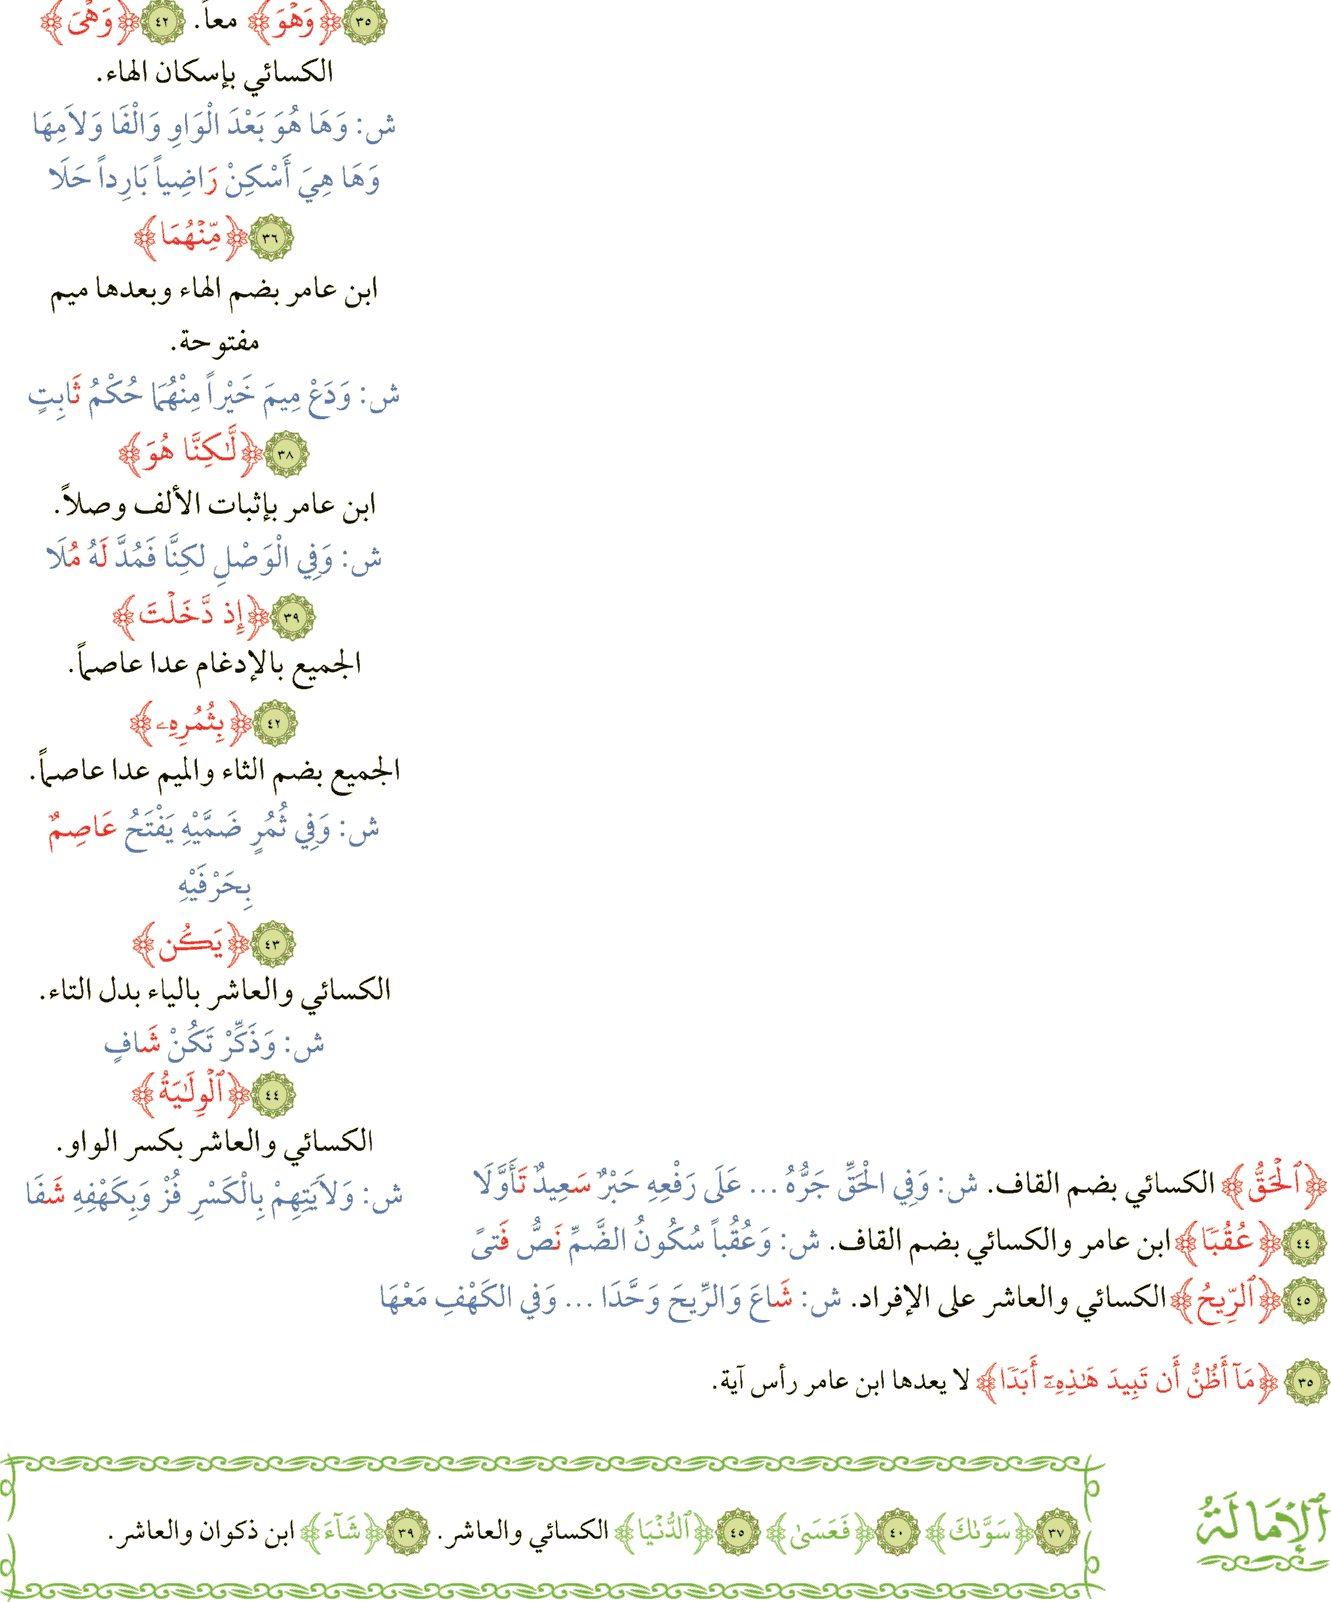 ٣٥ ﴿وَهْوَ﴾ معاً. ٤٢ ﴿وَهْىَ﴾
الكسائي بإسكان الهاء.
ش: وَهَا هُوَ بَعْدَ الْوَاوِ وَالْفَا وَلاَمِهَا
وَهَا هِيَ أَسْكِنْ رَاضِياً بَارِداً حَلَا
٣٦ ﴿مِّنْهُمَا﴾
ابن عامر بضم الهاء وبعدها ميم
مفتوحة.
ش: وَدَعْ مِيمَ خَيْراً مِنْهُمَا حُكْمُ ثَابِتٍ
٣٨ ﴿لَّـٰكِنَّا هُوَ﴾
ابن عامر بإثبات الألف وصلاً.
ش: وَفِي الْوَصْلِ لكِنَّا فَمُدَّ لَهُ مُلَا
٣٩ ﴿إِذ دَّخَلْتَ﴾
الجميع بالإدغام عدا عاصماً.
٤٢ ﴿بِثُمُرِهِۦ﴾
الجميع بضم الثاء والميم عدا عاصماً.
ش: وَفِي ثُمُرٍ ضَمَّيْهِ يَفْتَحُ عَاصِمٌ
بِحَرْفَيْهِ
٤٣ ﴿يَكُن﴾
الكسائي والعاشر بالياء بدل التاء.
ش: وَذَكِّرْ تَكُنْ شَافٍ
٤٤ ﴿ٱلْوِلَـٰيَةُ﴾
الكسائي والعاشر بكسر الواو.
ش: وَلاَيَتِهِمْ بِالْكَسْرِ فُزْ وَبِكَهْفِهِ شَفَا
﴿ٱلْحَقُّ﴾ الكسائي بضم القاف. ش: وَفِي الْحَقِّ جَرُّهُ ... عَلَى رَفْعِهِ حَبْرٌ سَعِيدٌ تَأَوَّلَا
٤٤ ﴿عُقُبًا﴾ ابن عامر والكسائي بضم القاف. ش: وَعُقْباً سُكُونُ الضَّمِّ نَصُّ فَتىً
٤٥ ﴿ٱلرِّيحُ﴾ الكسائي والعاشر على الإفراد. ش: شَاعَ وَالرِّيحَ وَحَّدَا ... وَفِي الكَهْفِ مَعْهَا
٣٥ ﴿مَآ أَظُنُّ أَن تَبِيدَ هَـٰذِهِۦٓ أَبَدًا﴾ لا يعدها ابن عامر رأس آية.
ٱلْإِمَالَةُ
٣٧ ﴿سَوَّىٰكَ﴾ ٤٠ ﴿فَعَسَىٰ﴾ ٤٥ ﴿ٱلدُّنْيَا﴾ الكسائي والعاشر. ٣٩ ﴿شَآءَ﴾ ابن ذكوان والعاشر.